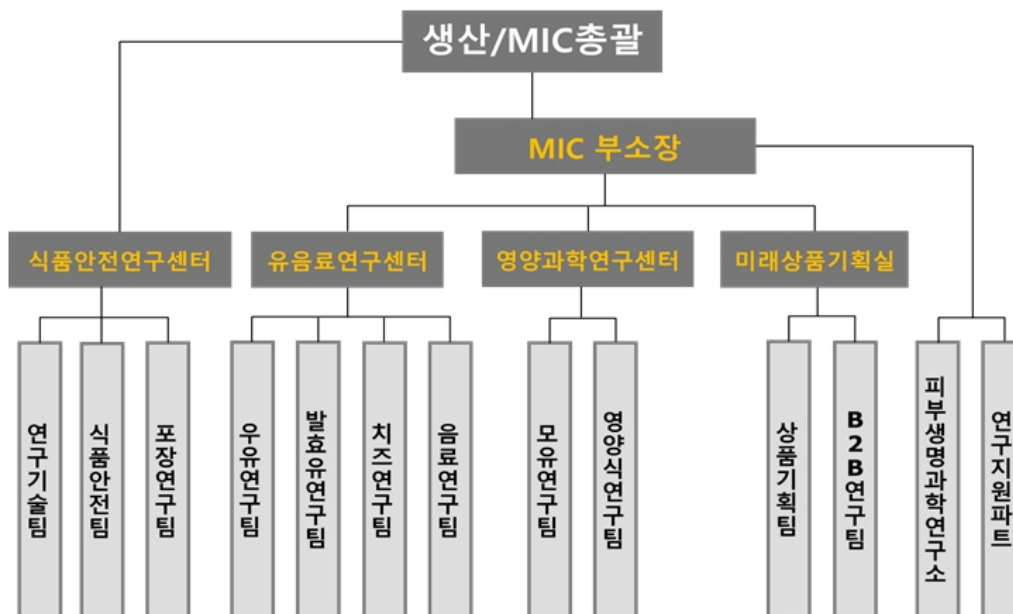 생산/MIC총괄
MIC 부소장
식품안전연구센터
유음료연구센터
영양과학연구센터
미래상품기획실
연구기술팀
식품안전팀
포장연구팀
우유연구팀
발효유연구팀
치즈연구팀
음료연구팀
모유연구팀
영양식연구팀
상품기획팀
B2B연구팀
피부생명과학연구소
연구지원파트